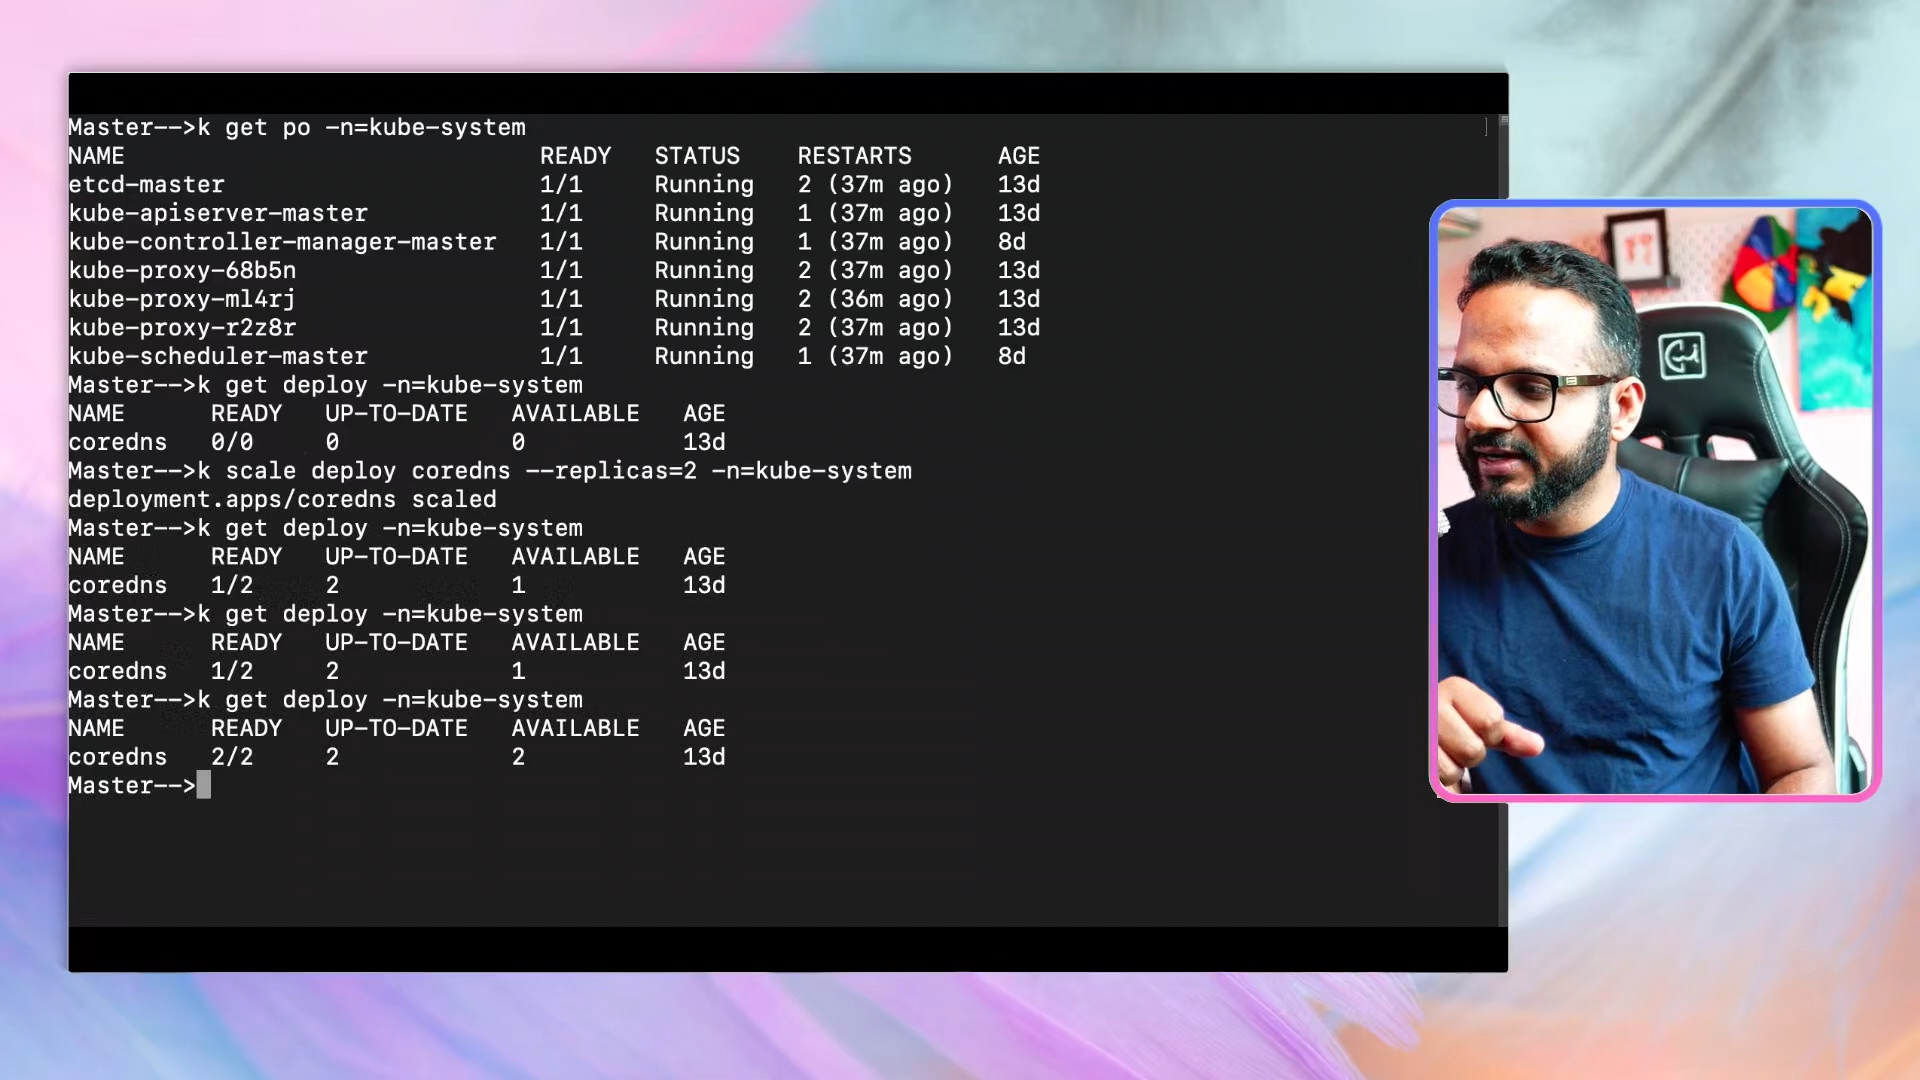 Master-->k get po -n=kube-system
NAME READY STATUS RESTARTS AGE
etcd-master 1/1 Running 2 (37m ago) 13d
kube-apiserver-master 1/1 Running 1 (37m ago) 13d
kube-controller-manager-master 1/1 Running 1 (37m ago) 8d
kube-proxy-68b5n 1/1 Running 2 (37m ago) 13d
kube-proxy-ml4rj 1/1 Running 2 (36m ago) 13d
kube-proxy-r2z8r 1/1 Running 2 (37m ago) 13d
kube-scheduler-master 1/1 Running 1 (37m ago) 8d
Master-->k get deploy -n=kube-system
NAME READY UP-TO-DATE AVAILABLE AGE
coredns 0/0 0 0 13d
Master-->k scale deploy coredns --replicas=2 -n=kube-system
deployment.apps/coredns scaled
Master-->k get deploy -n=kube-system
NAME READY UP-TO-DATE AVAILABLE AGE
coredns 1/2 2 1 13d
Master-->k get deploy -n=kube-system
NAME READY UP-TO-DATE AVAILABLE AGE
coredns 1/2 2 1 13d
Master-->k get deploy -n=kube-system
NAME READY UP-TO-DATE AVAILABLE AGE
coredns 2/2 2 2 13d
Master-->